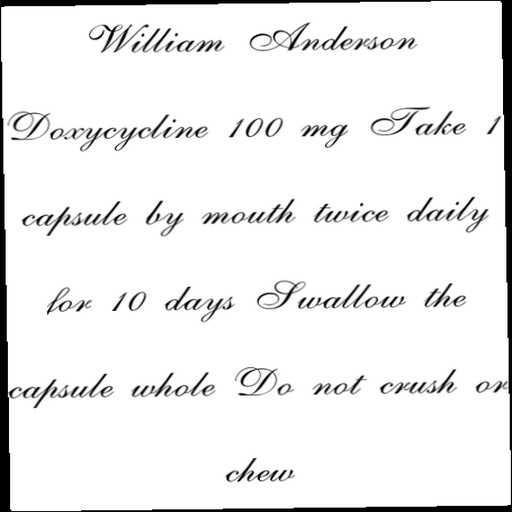 William Anderson
Doxycycline 100 mg Take 1
capsule by mouth twice daily
for 10 days Swallow the
capsule whole Do not crush or
chew